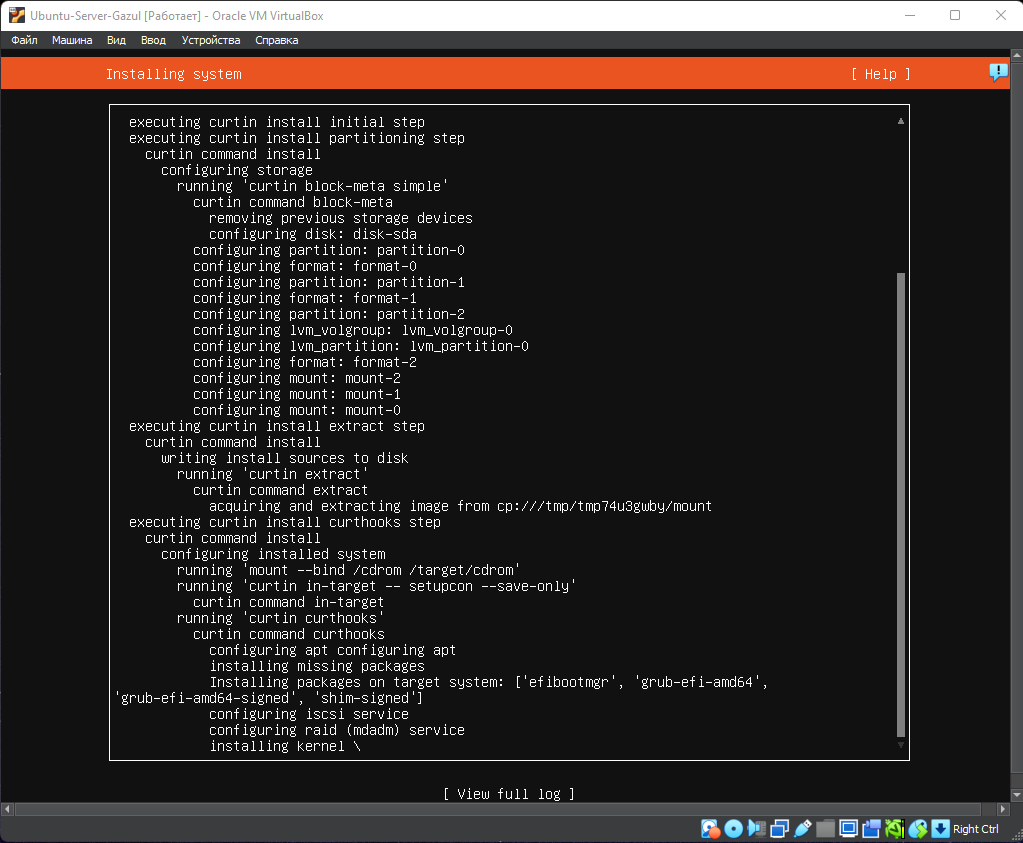 Ubuntu-Server-Gazul [Работает] - Oracle VM VirtualBox
Файл Машина Вид Ввод Устройства Справка
Installing system [ Help ]
executing curtin install initial step
executing curtin install partitioning step
curtin command install
configuring storage
running 'curtin block-meta simple'
curtin command block-meta
removing previous storage devices
configuring disk: disk-sda
configuring partition: partition-0
configuring format: format-0
configuring partition: partition-1
configuring format: format-1
configuring partition: partition-2
configuring lvm_volgroup: lvm_volgroup-0
configuring lvm_partition: lvm_partition-0
configuring format: format-2
configuring mount: mount-2
configuring mount: mount-1
configuring mount: mount-0
executing curtin install extract step
curtin command install
writing install sources to disk
running 'curtin extract'
curtin command extract
acquiring and extracting image from cp:///tmp/tmp74u3gwby/mount
executing curtin install curthooks step
curtin command install
configuring installed system
running 'mount --bind /cdrom /target/cdrom'
running 'curtin in-target -- setupcon --save-only'
curtin command in-target
running 'curtin curthooks'
curtin command curthooks
configuring apt configuring apt
installing missing packages
Installing packages on target system: ['efibootmgr', 'grub-efi-amd64',
'grub-efi-amd64-signed', 'shim-signed']
configuring iscsi service
configuring raid (mdadm) service
installing kernel \
[ View full log ]
Right Ctrl